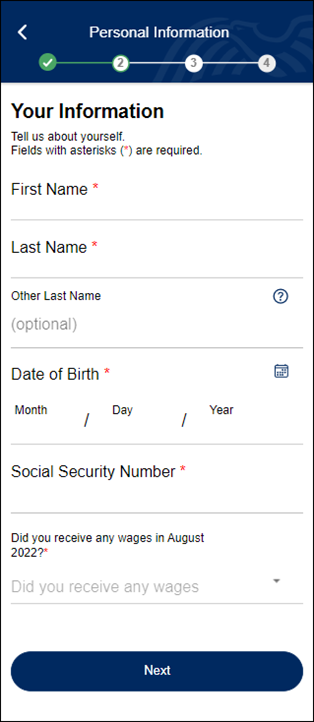 Personal Information
2 3 4
Your Information
Tell us about yourself.
Fields with asterisks (*) are required.
First Name *
Last Name *
Other Last Name ?
(optional)
Date of Birth *
Month / Day / Year
Social Security Number *
Did you receive any wages in August
2022?*
Did you receive any wages
Next